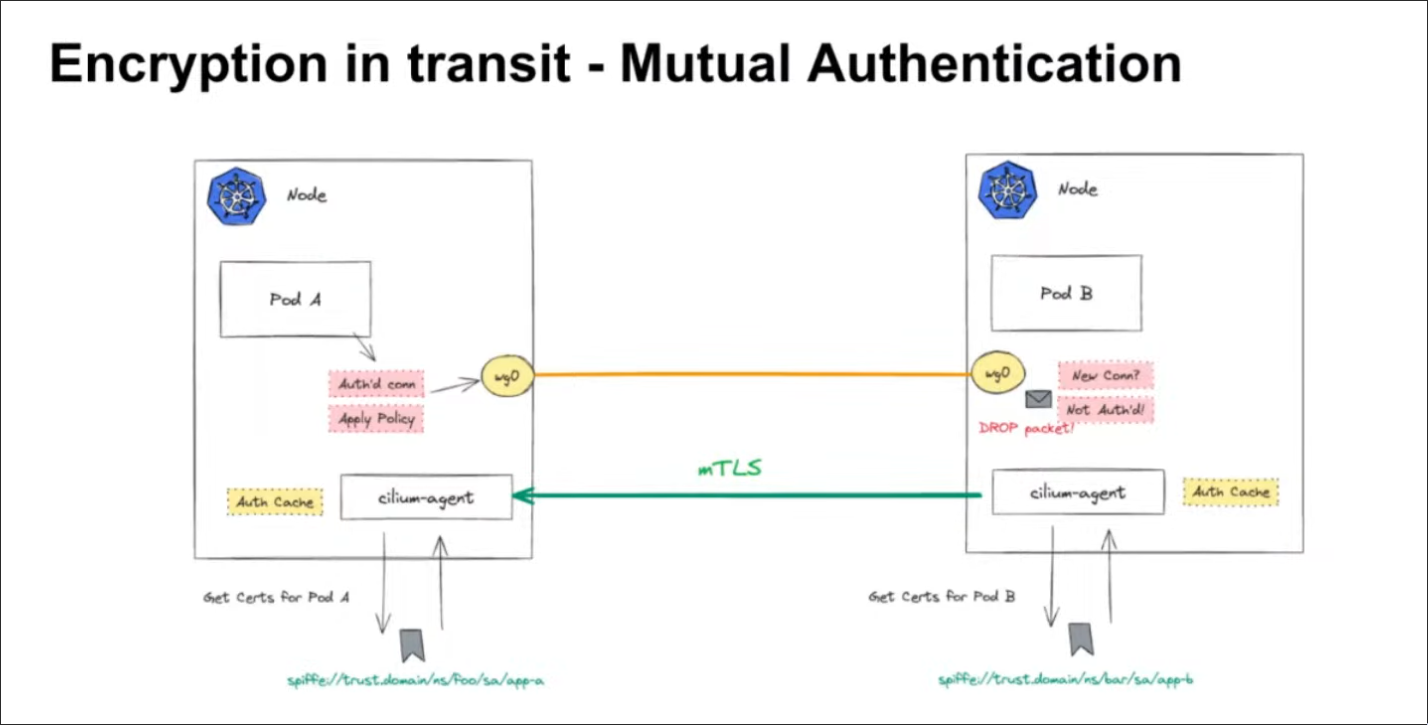 Encryption in transit - Mutual Authentication
Node
Pod A
Auth'd conn
Apply Policy
wg0
Auth Cache
cilium-agent
Get Certs for Pod A
spiffe://trust.domain/ns/foo/sa/app-a
mTLS
Node
Pod B
wg0
New Conn?
Not Auth'd!
DROP packet!
cilium-agent
Auth Cache
Get Certs for Pod B
spiffe://trust.domain/ns/bar/sa/app-b